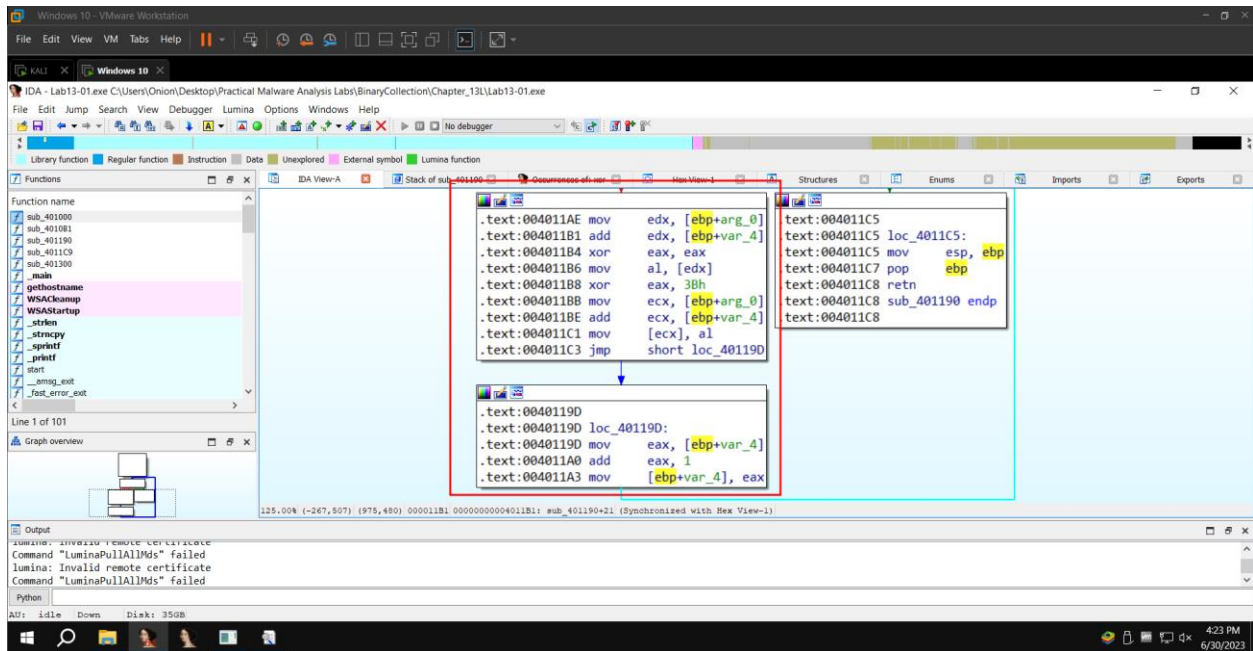 Windows 10 - VMware Workstation
File Edit View VM Tabs Help
KALI Windows 10
IDA - Lab13-01.exe C:\Users\Onion\Desktop\Practical Malware Analysis Labs\BinaryCollection\Chapter_13L\Lab13-01.exe
File Edit Jump Search View Debugger Lumina Options Windows Help
No debugger
Library function Regular function Instruction Data Unexplored External symbol Lumina function
Functions
IDA View-A Stack of sub_401190 Occurrences of: xor Hex View-1 Structures Enums Imports Exports
Function name
sub_401000
sub_4010B1
sub_401190
sub_4011C9
sub_401300
_main
gethostname
WSACleanup
WSAStartup
_strlen
_strncpy
_sprintf
_printf
start
__amsg_exit
_fast_error_exit
Line 1 of 101
Graph overview
.text:004011AE mov edx, [ebp+arg_0]
.text:004011B1 add edx, [ebp+var_4]
.text:004011B4 xor eax, eax
.text:004011B6 mov al, [edx]
.text:004011B8 xor eax, 3Bh
.text:004011BB mov ecx, [ebp+arg_0]
.text:004011BE add ecx, [ebp+var_4]
.text:004011C1 mov [ecx], al
.text:004011C3 jmp short loc_40119D
.text:004011C5
.text:004011C5 loc_4011C5:
.text:004011C5 mov esp, ebp
.text:004011C7 pop ebp
.text:004011C8 retn
.text:004011C8 sub_401190 endp
.text:004011C8
.text:0040119D
.text:0040119D loc_40119D:
.text:0040119D mov eax, [ebp+var_4]
.text:004011A0 add eax, 1
.text:004011A3 mov [ebp+var_4], eax
125.00% (-267,507) (975,480) 000011B1 00000000004011B1: sub_401190+21 (Synchronized with Hex View-1)
Output
lumina: Invalid remote certificate
Command "LuminaPullAllMds" failed
lumina: Invalid remote certificate
Command "LuminaPullAllMds" failed
Python
AU: idle Down Disk: 35GB
4:23 PM
6/30/2023